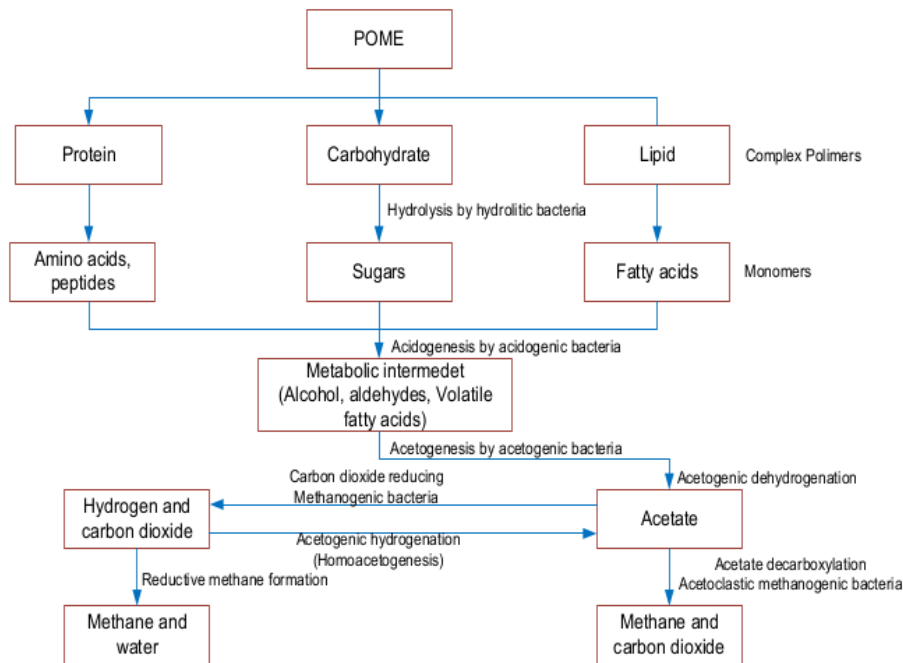 POME
Protein
Carbohydrate
Lipid
Complex Polimers
Hydrolysis by hydrolitic bacteria
Amino acids,
peptides
Sugars
Fatty acids
Monomers
Acidogenesis by acidogenic bacteria
Metabolic intermedet
(Alcohol, aldehydes, Volatile
fatty acids)
Acetogenesis by acetogenic bacteria
Carbon dioxide reducing
Methanogenic bacteria
Acetogenic dehydrogenation
Hydrogen and
carbon dioxide
Acetate
Acetogenic hydrogenation
(Homoacetogenesis)
Reductive methane formation
Acetate decarboxylation
Acetoclastic methanogenic bacteria
Methane and
water
Methane and
carbon dioxide